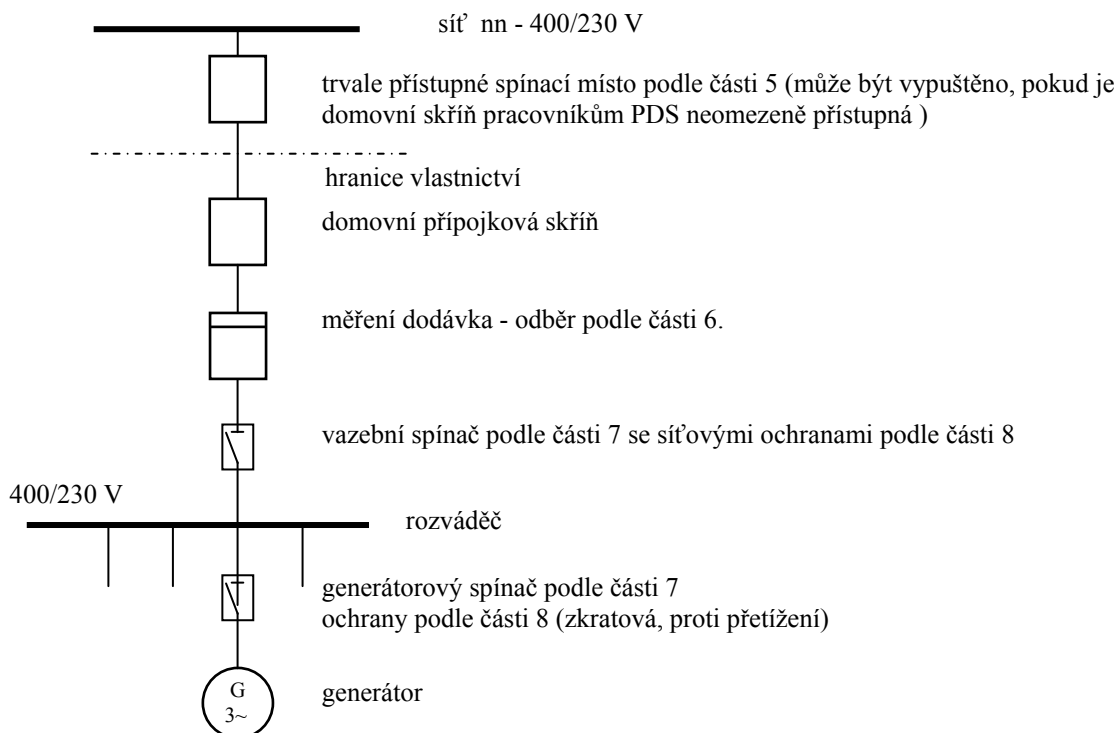 síť nn - 400/230 V
trvale přístupné spínací místo podle části 5 (může být vypuštěno, pokud je
domovní skříň pracovníkům PDS neomezeně přístupná )
hranice vlastnictví
domovní přípojková skříň
měření dodávka - odběr podle části 6.
vazební spínač podle části 7 se síťovými ochranami podle části 8
400/230 V
rozváděč
generátorový spínač podle části 7
ochrany podle části 8 (zkratová, proti přetížení)
G
3~
generátor